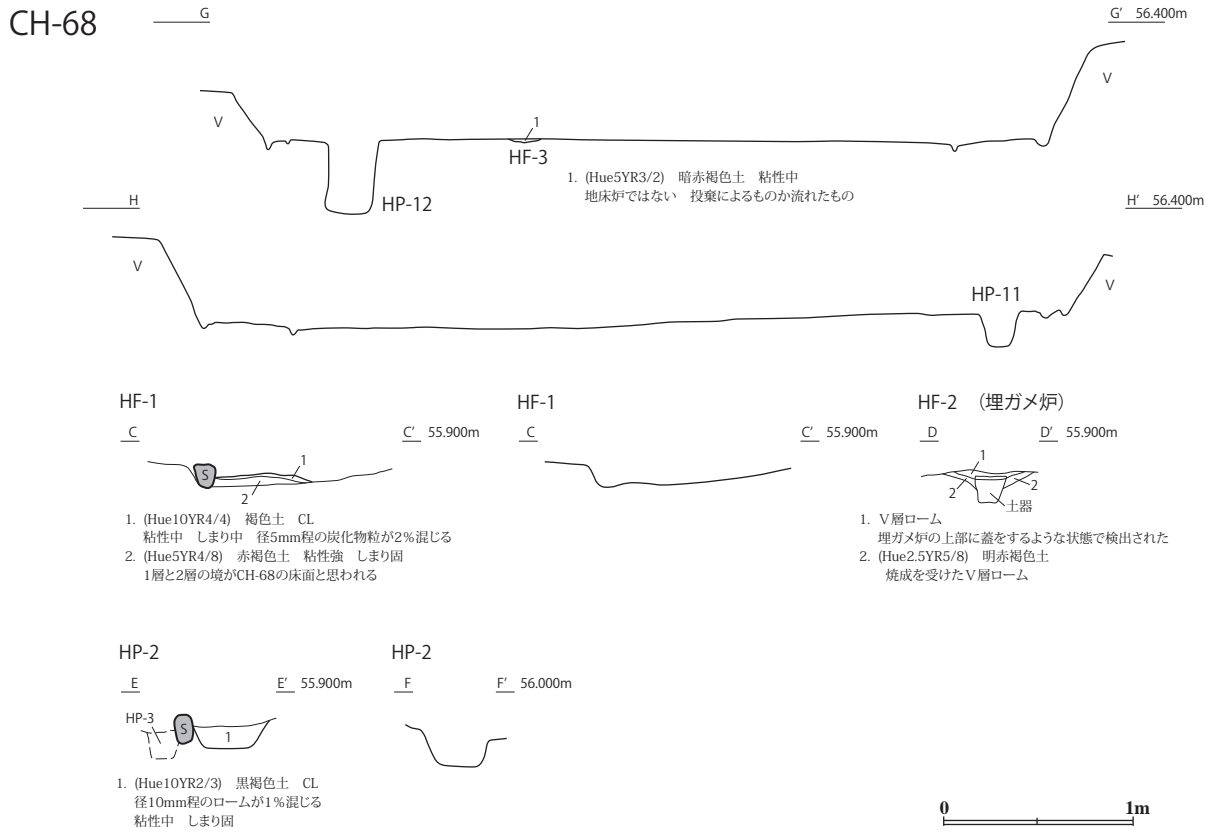 CH-68
G G′ 56.400m
V V
1
HF-3
1. (Hue5YR3/2) 暗赤褐色土 粘性中
地床炉ではない 投棄によるものか流れたもの
HP-12
H H′ 56.400m
V V
HP-11
HF-1
C C′ 55.900m
S 1
2
1. (Hue10YR4/4) 褐色土 CL
粘性中 しまり中 径5mm程の炭化物粒が2%混じる
2. (Hue5YR4/8) 赤褐色土 粘性強 しまり固
1層と2層の境がCH-68の床面と思われる
HF-1
C C′ 55.900m
HF-2 (埋ガメ炉)
D D′ 55.900m
1
2 2
土器
1. V層ローム
埋ガメ炉の上部に蓋をするような状態で検出された
2. (Hue2.5YR5/8) 明赤褐色土
焼成を受けたV層ローム
HP-2
E E′ 55.900m
HP-3 S 1
1. (Hue10YR2/3) 黒褐色土 CL
径10mm程のロームが1%混じる
粘性中 しまり固
HP-2
F F′ 56.000m
0 1m